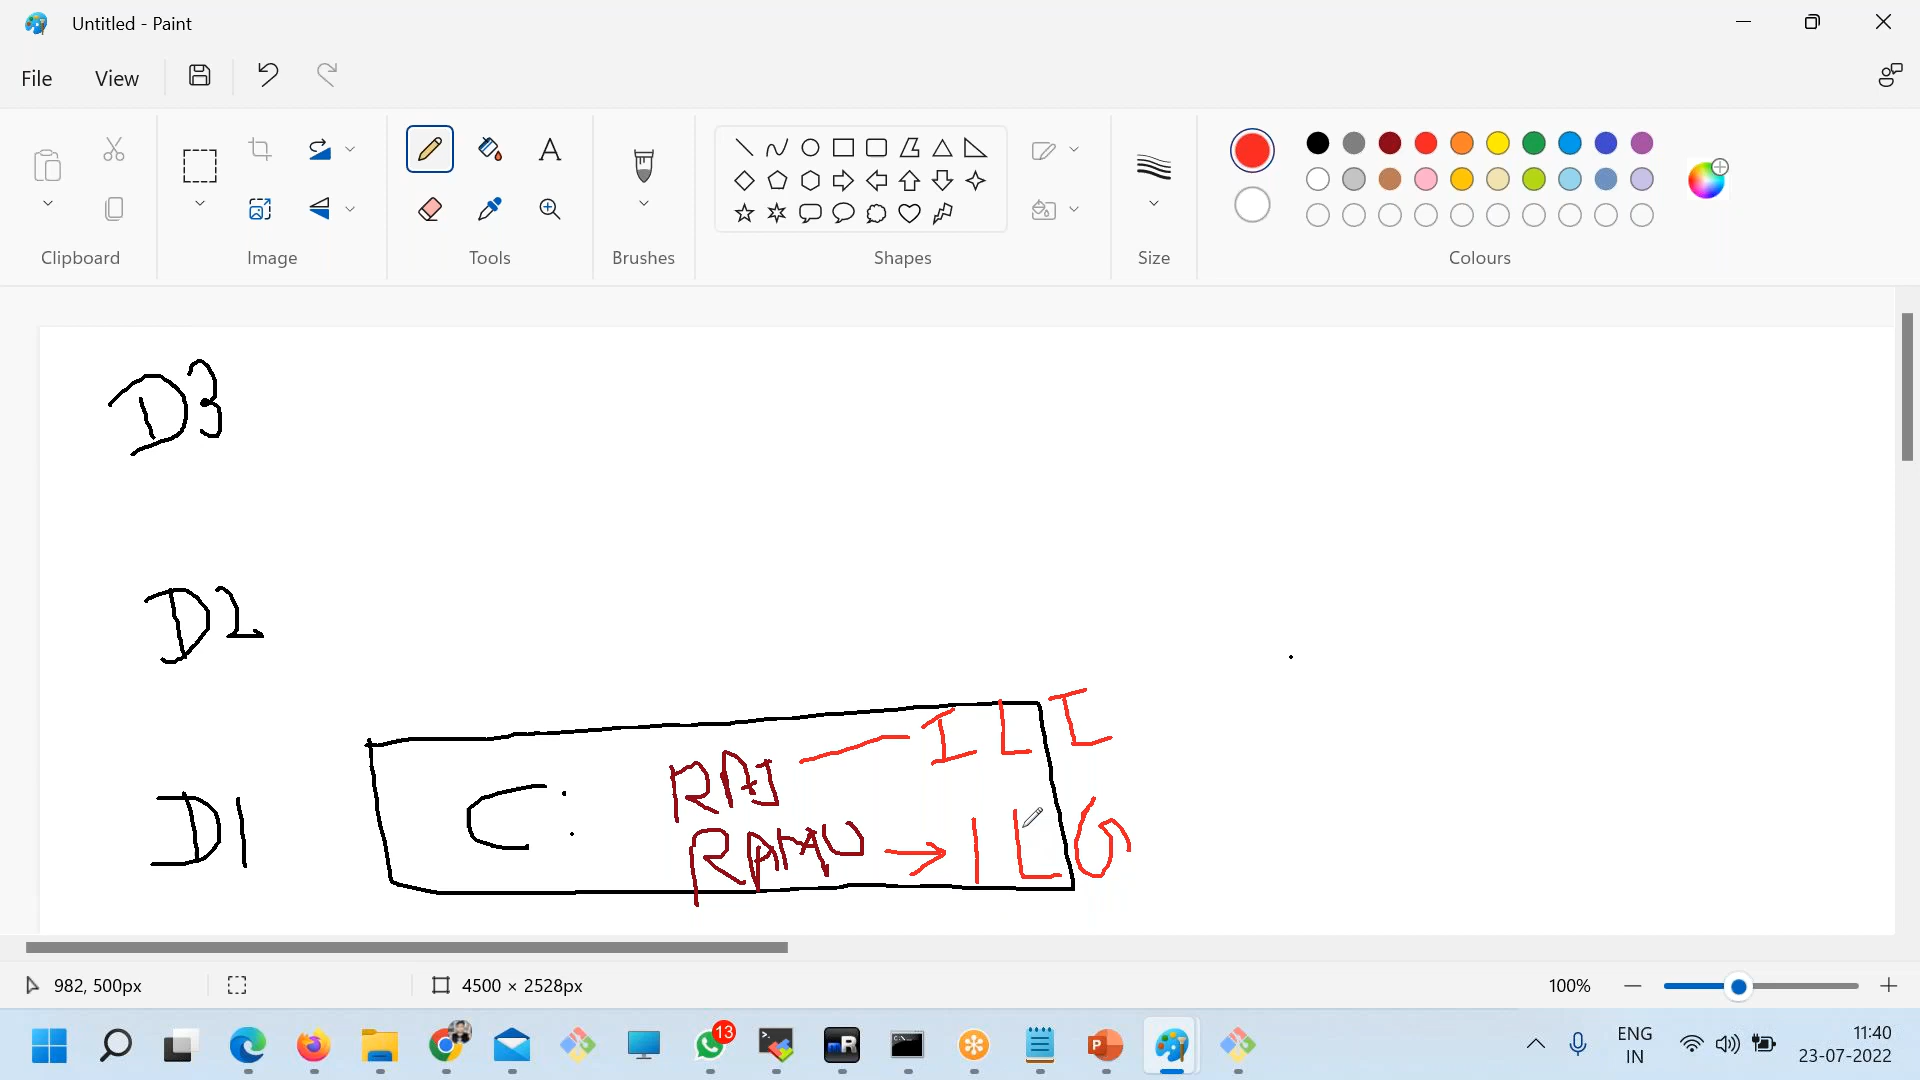 Untitled - Paint
File
View
Clipboard
Image
A
Tools
Brushes
Shapes
Size
Colours
D3
D2
D1
C:
RAJ
ILI
RAMU
1L6
982, 500px
4500 × 2528px
100%
13
ENG
IN
11:40
23-07-2022